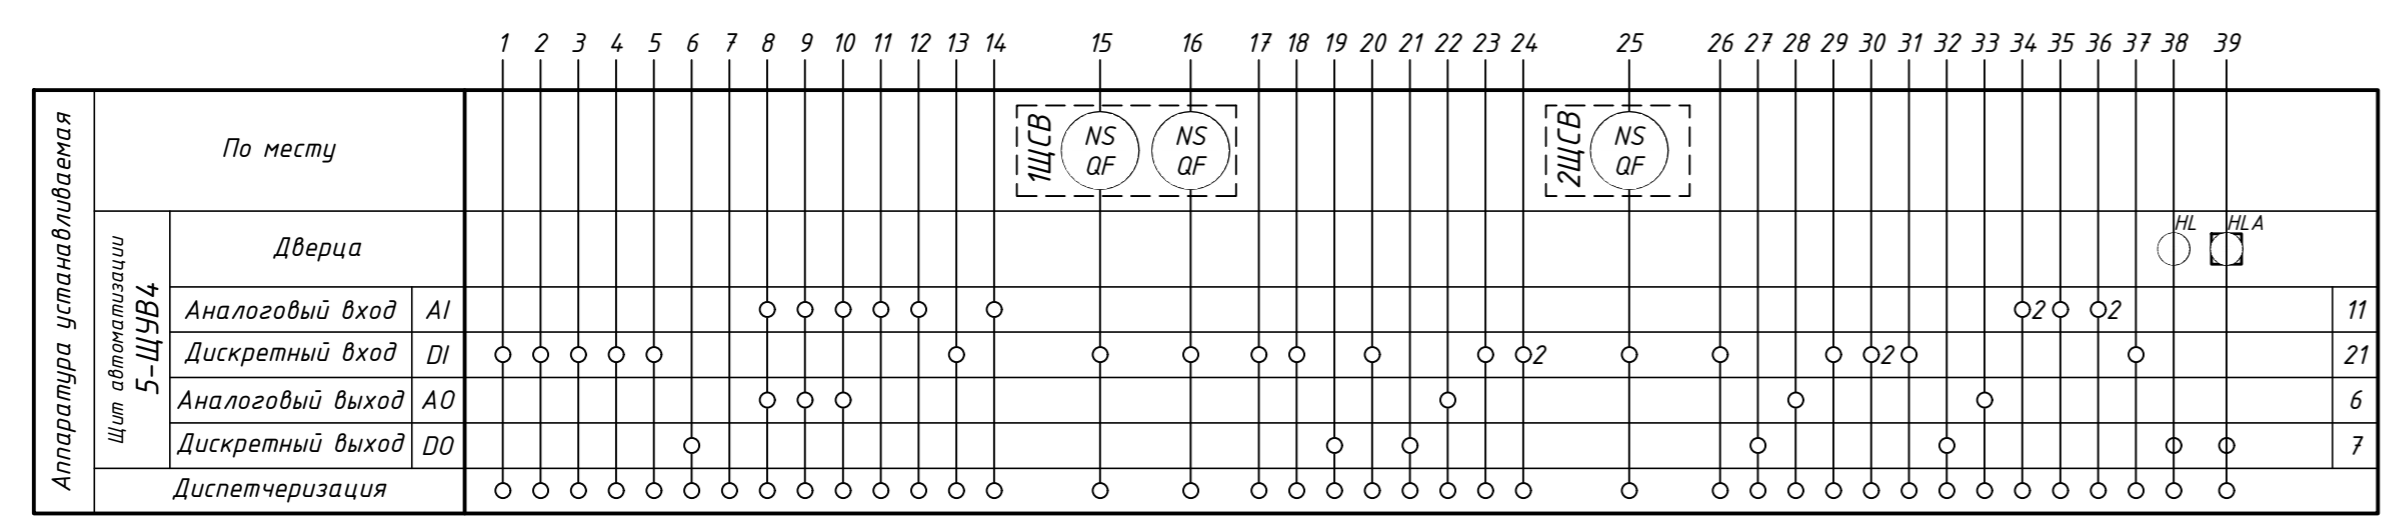 1 2 3 4 5 6 7 8 9 10 11 12 13 14 15 16 17 18 19 20 21 22 23 24 25 26 27 28 29 30 31 32 33 34 35 36 37 38 39
Аппаратура устанавливаемая
По месту
1ЩСВ
NS
QF
NS
QF
2ЩСВ
NS
QF
Щит автоматизации
5-ЩУВ4
Дверца
HL
HLA
Аналоговый вход AI 2 2 11
Дискретный вход DI 2 2 21
Аналоговый выход AO 6
Дискретный выход DO 7
Диспетчеризация